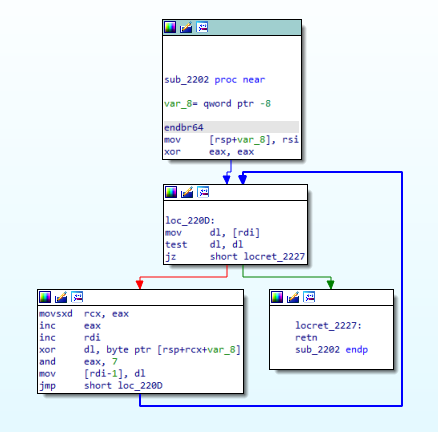 sub_2202 proc near
var_8= qword ptr -8
endbr64
mov     [rsp+var_8], rsi
xor     eax, eax
loc_220D:
mov     dl, [rdi]
test    dl, dl
jz      short locret_2227
movsxd  rcx, eax
inc     eax
inc     rdi
xor     dl, byte ptr [rsp+rcx+var_8]
and     eax, 7
mov     [rdi-1], dl
jmp     short loc_220D
locret_2227:
retn
sub_2202 endp